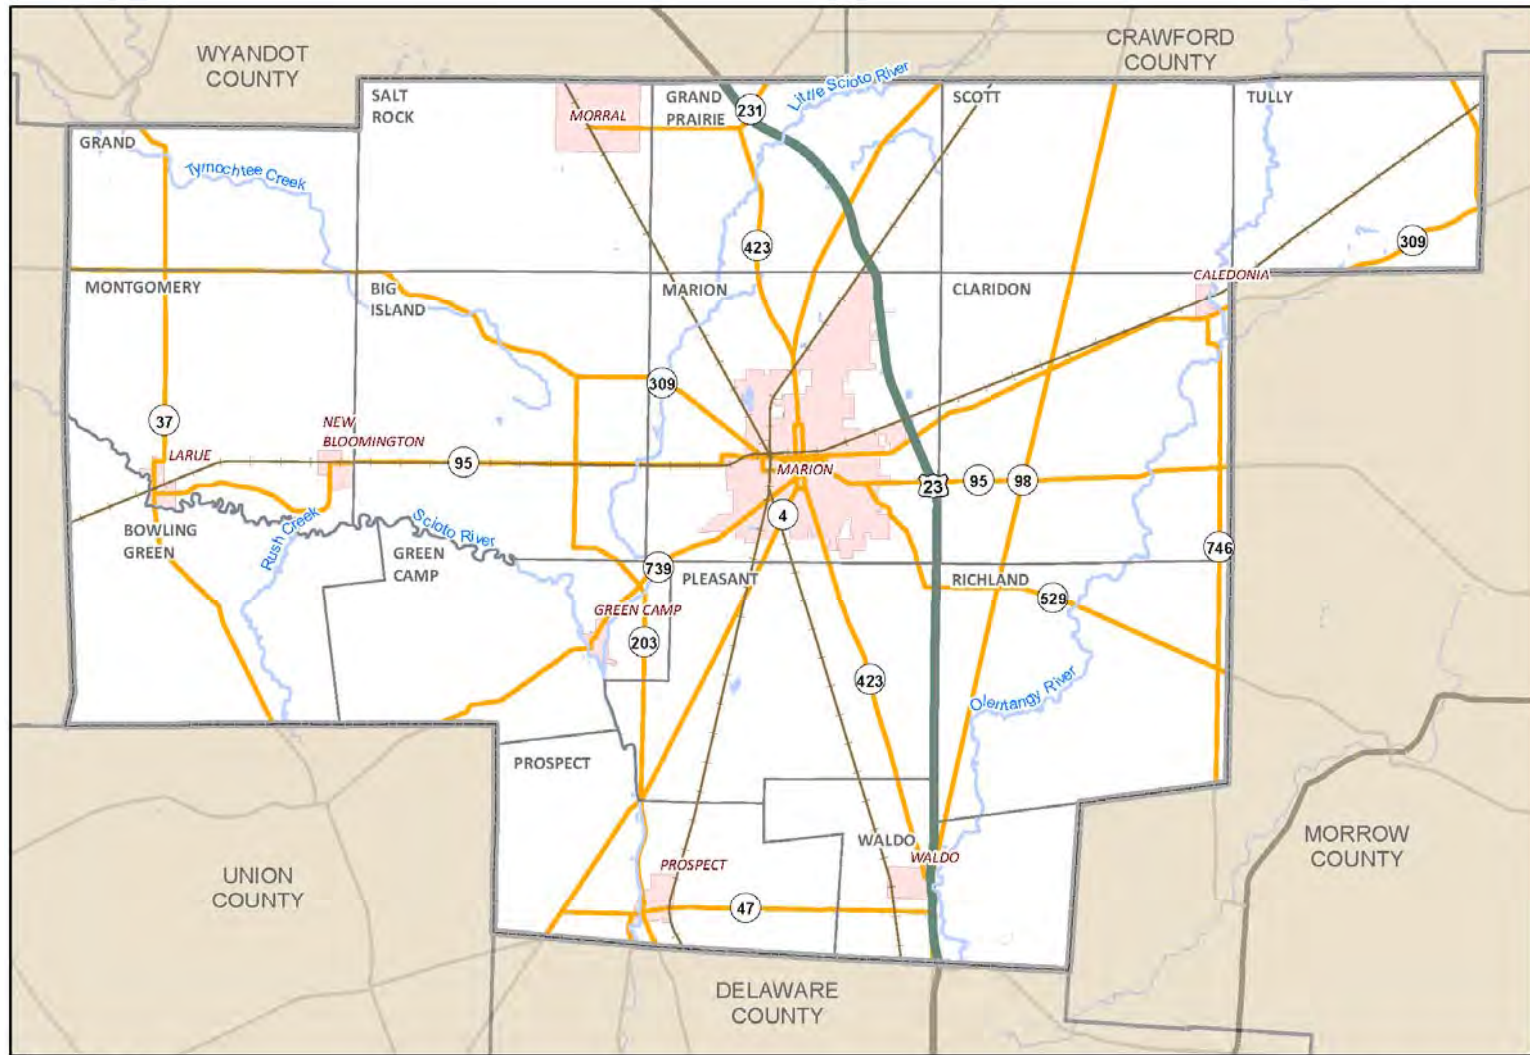 WYANDOT
COUNTY
CRAWFORD
COUNTY
SALT
ROCK
MORRAL
GRAND
PRAIRIE
231
Little Scioto River
SCOTT
TULLY
GRAND
Tymochtee Creek
423
309
MONTGOMERY
BIG
ISLAND
MARION
CLARIDON
CALEDONIA
309
37
NEW
BLOOMINGTON
LARUE
95
MARION
23
95
98
4
BOWLING
GREEN
Rush Creek
Scioto River
GREEN
CAMP
739
PLEASANT
RICHLAND
746
529
GREEN CAMP
203
423
Olentangy River
PROSPECT
WALDO
WALDO
PROSPECT
47
UNION
COUNTY
MORROW
COUNTY
DELAWARE
COUNTY